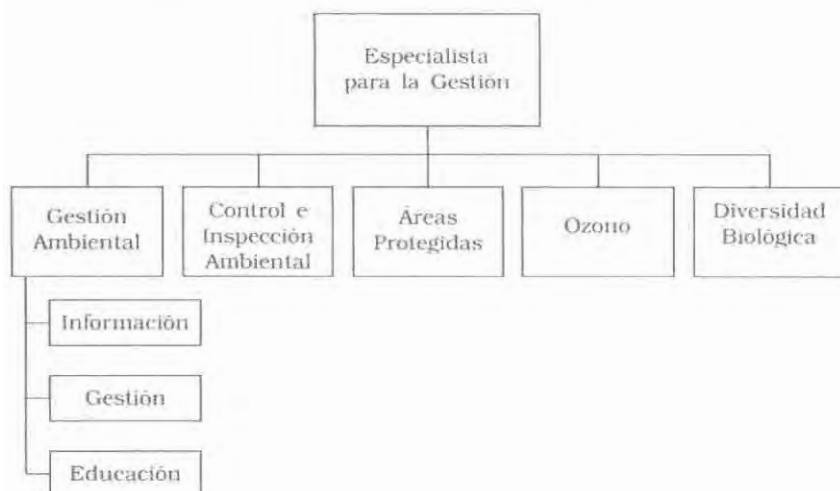 Especialista
para la Gestión
Gestión
Ambiental
Control e
Inspección
Ambiental
Áreas
Protegidas
Ozono
Diversidad
Biológica
Información
Gestión
Educación